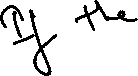 If the